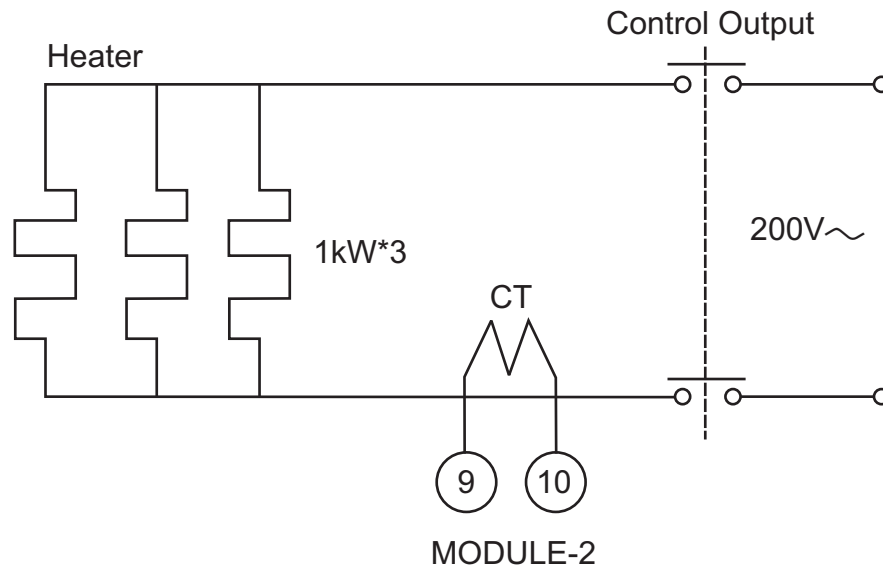 Control Output
Heater
200V～
1kW*3
CT
9
10
MODULE-2